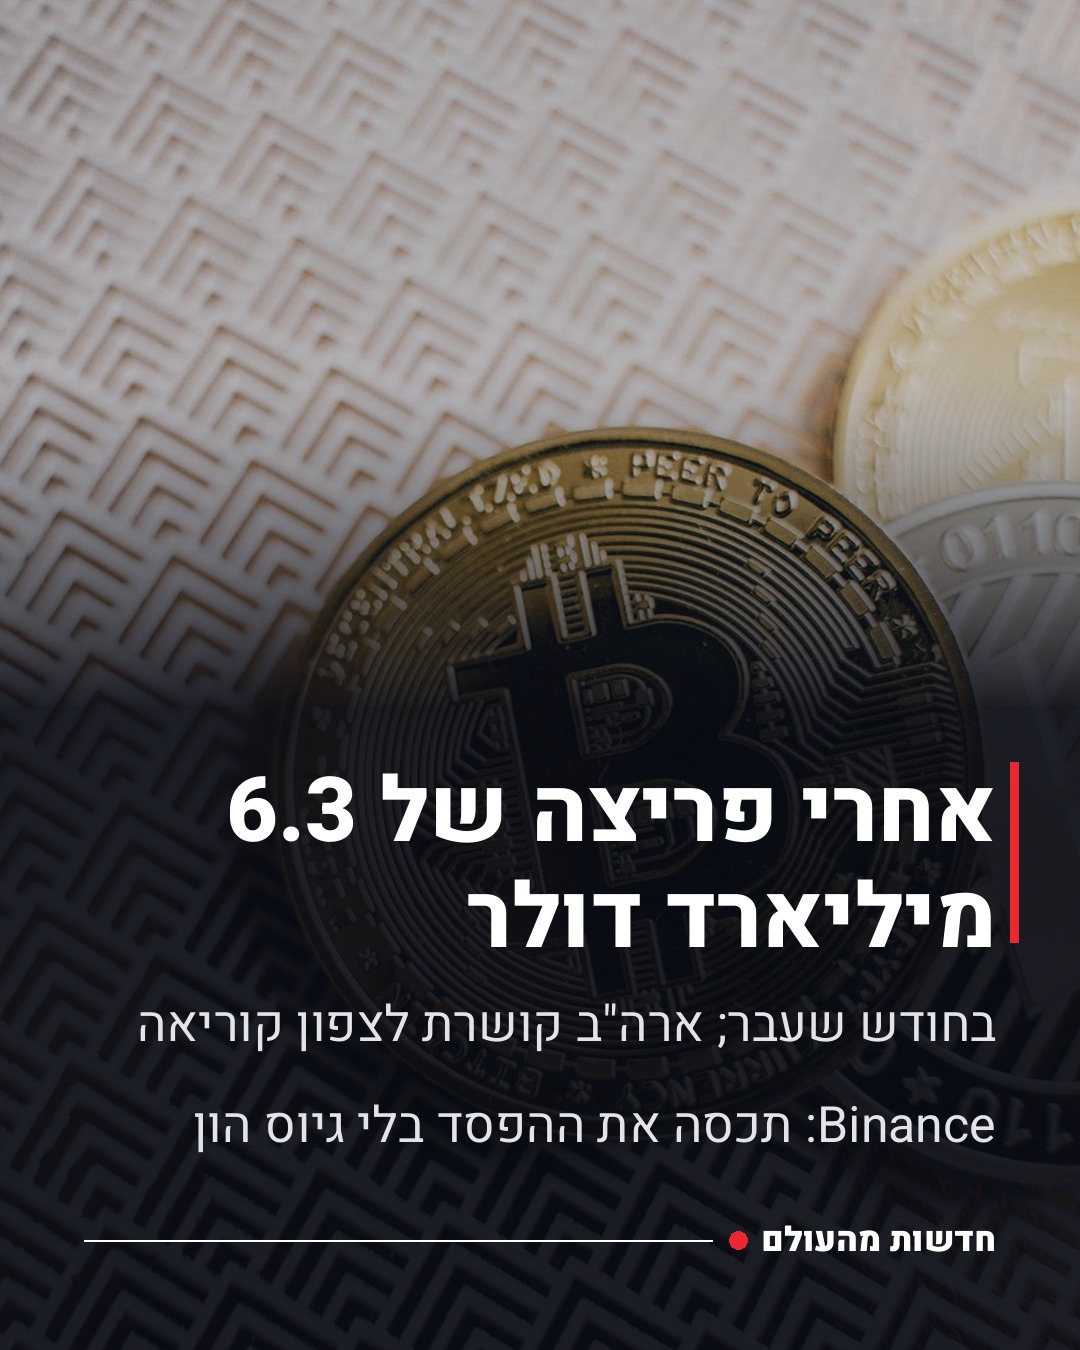 PEER TO PEER
0110
אחרי פריצה של 6.3
מיליארד דולר
בחודש שעבר; ארה"ב קושרת לצפון קוריאה
Binance: תכסה את ההפסד בלי גיוס הון
חדשות מהעולם